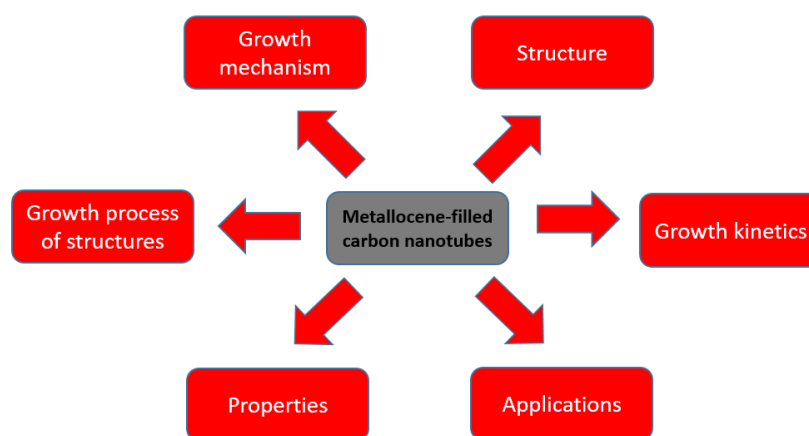 Growth
mechanism
Structure
Growth process
of structures
Metallocene-filled
carbon nanotubes
Growth kinetics
Properties
Applications